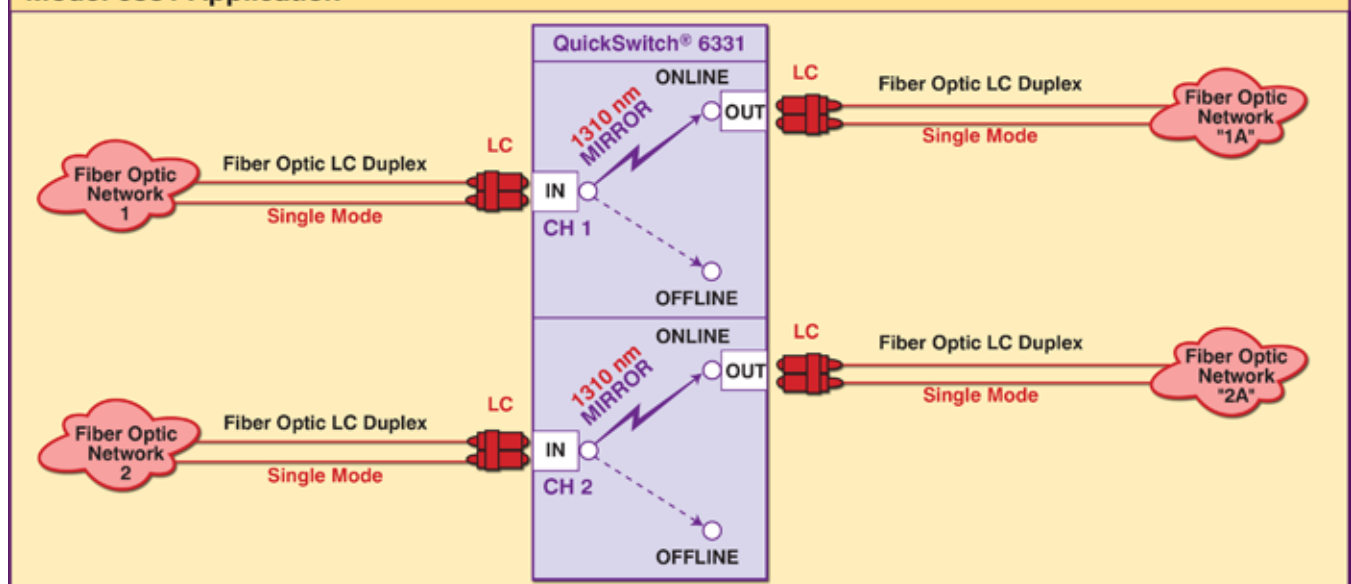 QuickSwitch® 6331
ONLINE
1310 nm
MIRROR
OUT
IN
CH 1
OFFLINE
LC
Fiber Optic LC Duplex
Single Mode
Fiber Optic
Network
1
LC
Fiber Optic LC Duplex
Single Mode
Fiber Optic
Network
"1A"
ONLINE
1310 nm
MIRROR
OUT
IN
CH 2
OFFLINE
LC
Fiber Optic LC Duplex
Single Mode
Fiber Optic
Network
2
LC
Fiber Optic LC Duplex
Single Mode
Fiber Optic
Network
"2A"